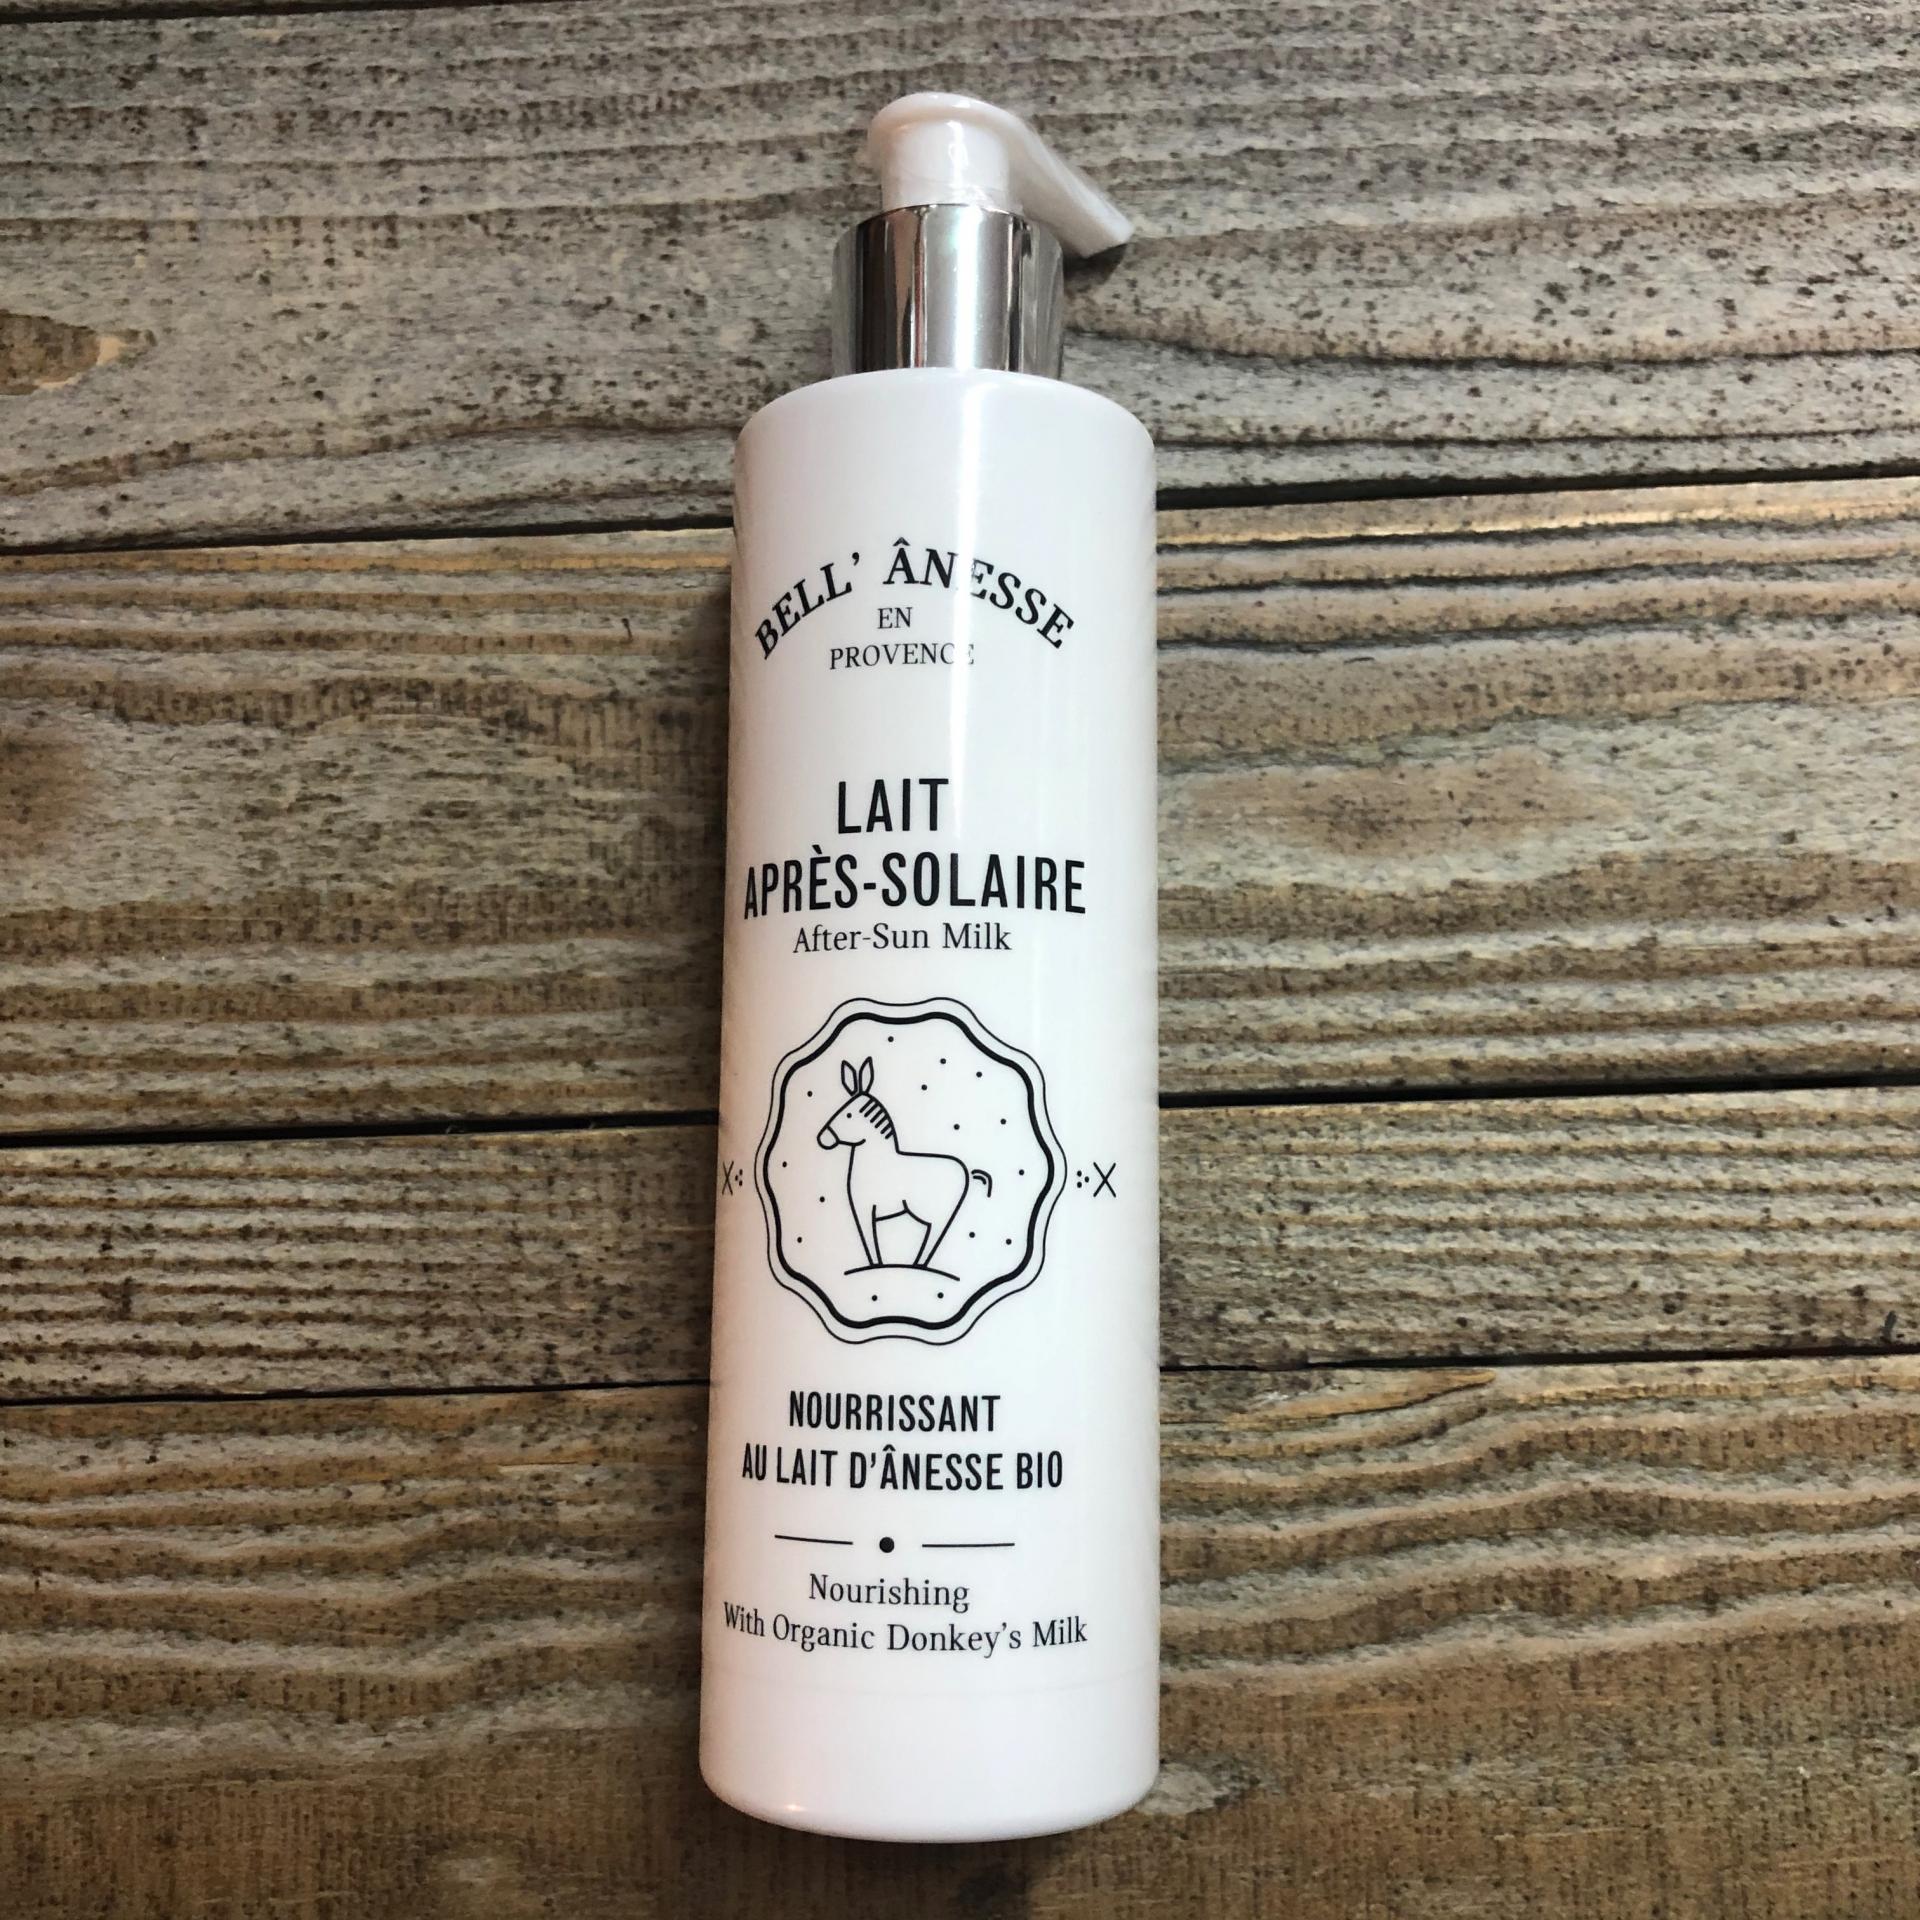 BELL' ÂNESSE
EN
PROVENCE
LAIT
APRÈS-SOLAIRE
After-Sun Milk
NOURRISSANT
AU LAIT D'ÂNESSE BIO
Nourishing
With Organic Donkey's Milk